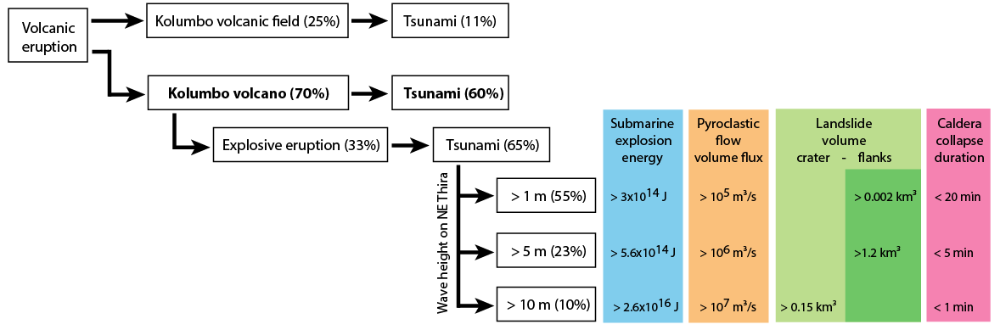 Volcanic
eruption
Kolumbo volcanic field (25%)
Tsunami (11%)
Kolumbo volcano (70%)
Tsunami (60%)
Explosive eruption (33%)
Tsunami (65%)
Wave height on NE Thira
Submarine
explosion
energy
Pyroclastic
flow
volume flux
Landslide
volume
crater - flanks
Caldera
collapse
duration
> 1 m (55%)
> 3x10¹⁴ J
> 10⁵ m³/s
> 0.002 km³
< 20 min
> 5 m (23%)
> 5.6x10¹⁴ J
> 10⁶ m³/s
>1.2 km³
< 5 min
> 10 m (10%)
> 2.6x10¹⁶ J
> 10⁷ m³/s
> 0.15 km³
< 1 min